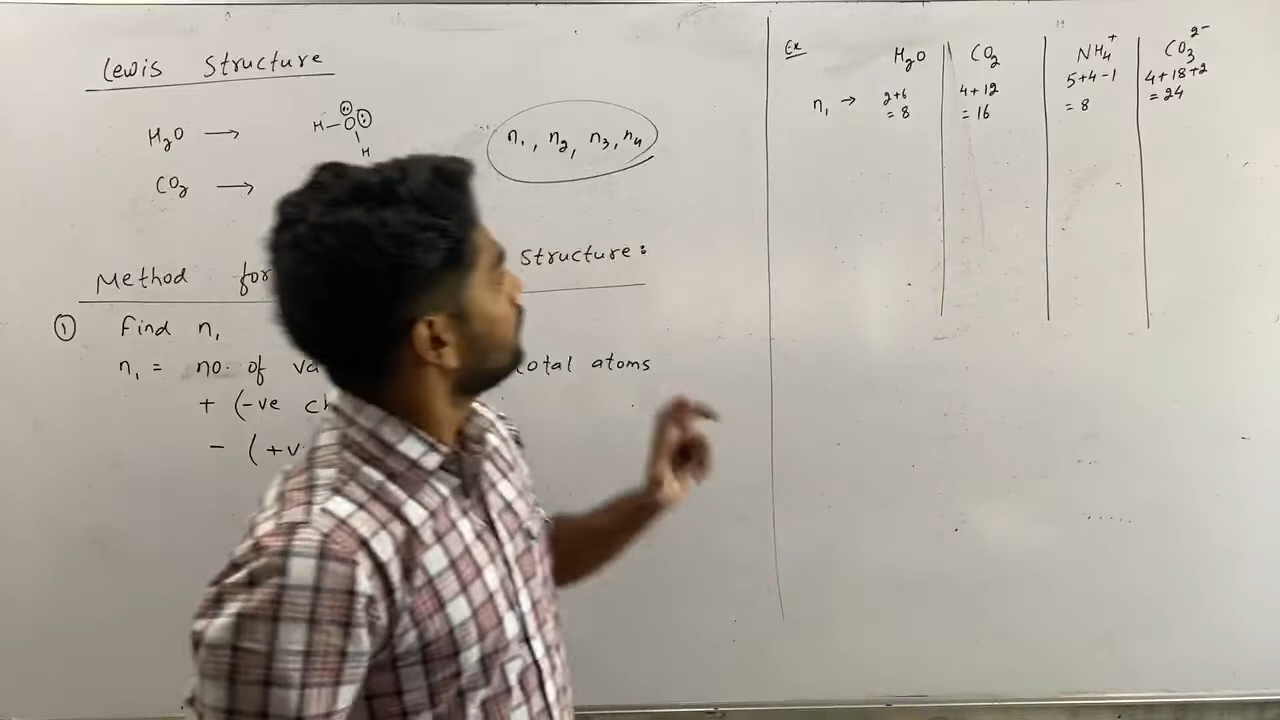 Lewis Structure
H₂O →
H–O
H
CO₂ →
n₁, n₂, n₃, n₄
Method for Structure:
① Find n₁
n₁ = no. of total atoms
+ (-ve
- (+v
Ex H₂O CO₂ NH₄⁺ CO₃²⁻
n₁ → 2+6 4+12 5+4-1 4+18+2
= 8 = 16 = 8 = 24